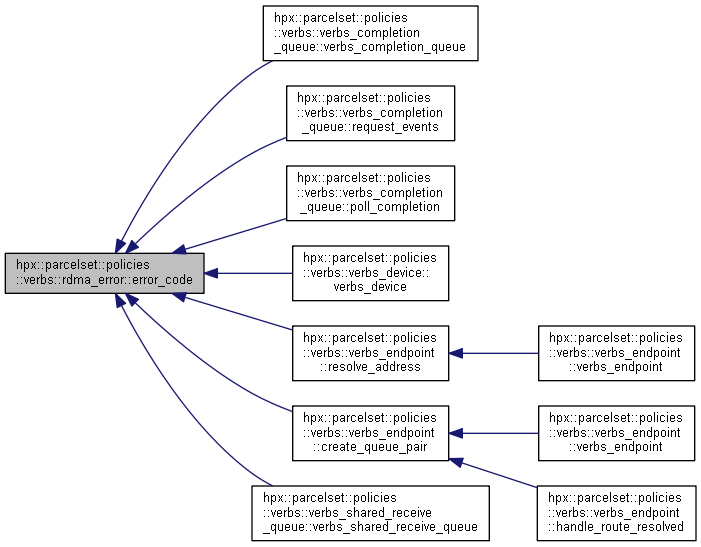 hpx::parcelset::policies
::verbs::verbs_completion
_queue::verbs_completion_queue
hpx::parcelset::policies
::verbs::verbs_completion
_queue::request_events
hpx::parcelset::policies
::verbs::verbs_completion
_queue::poll_completion
hpx::parcelset::policies
::verbs::rdma_error::error_code
hpx::parcelset::policies
::verbs::verbs_device::
verbs_device
hpx::parcelset::policies
::verbs::verbs_endpoint
::resolve_address
hpx::parcelset::policies
::verbs::verbs_endpoint
::verbs_endpoint
hpx::parcelset::policies
::verbs::verbs_endpoint
::create_queue_pair
hpx::parcelset::policies
::verbs::verbs_endpoint
::verbs_endpoint
hpx::parcelset::policies
::verbs::verbs_shared_receive
_queue::verbs_shared_receive_queue
hpx::parcelset::policies
::verbs::verbs_endpoint
::handle_route_resolved